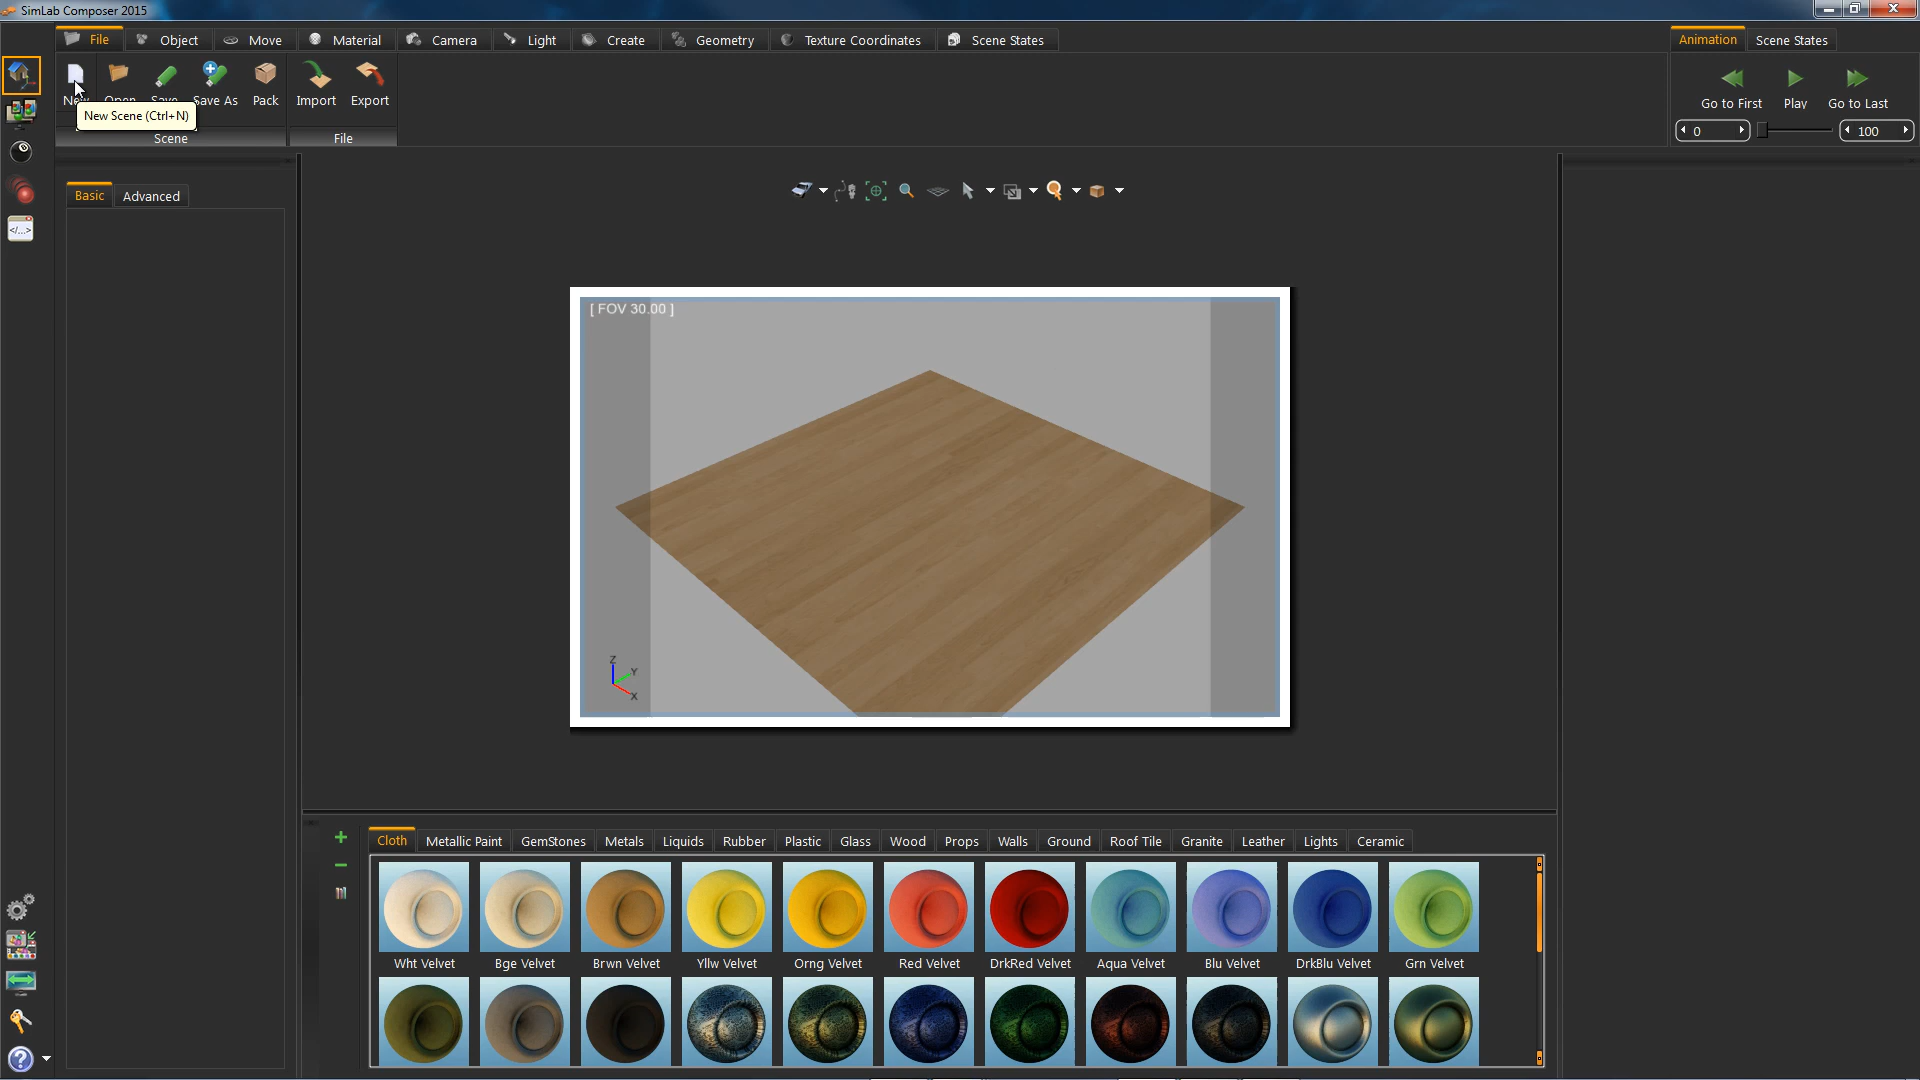 SimLab Composer 2015
File Object Move Material Camera Light Create Geometry Texture Coordinates Scene States
Animation Scene States
New Open Save Save As Pack Import Export
New Scene (Ctrl+N)
Scene File
Go to First Play Go to Last
0 100
Basic Advanced
[ FOV 30.00 ]
Z
Y
X
Cloth Metallic Paint GemStones Metals Liquids Rubber Plastic Glass Wood Props Walls Ground Roof Tile Granite Leather Lights Ceramic
Wht Velvet Bge Velvet Brwn Velvet Yllw Velvet Orng Velvet Red Velvet DrkRed Velvet Aqua Velvet Blu Velvet DrkBlu Velvet Grn Velvet